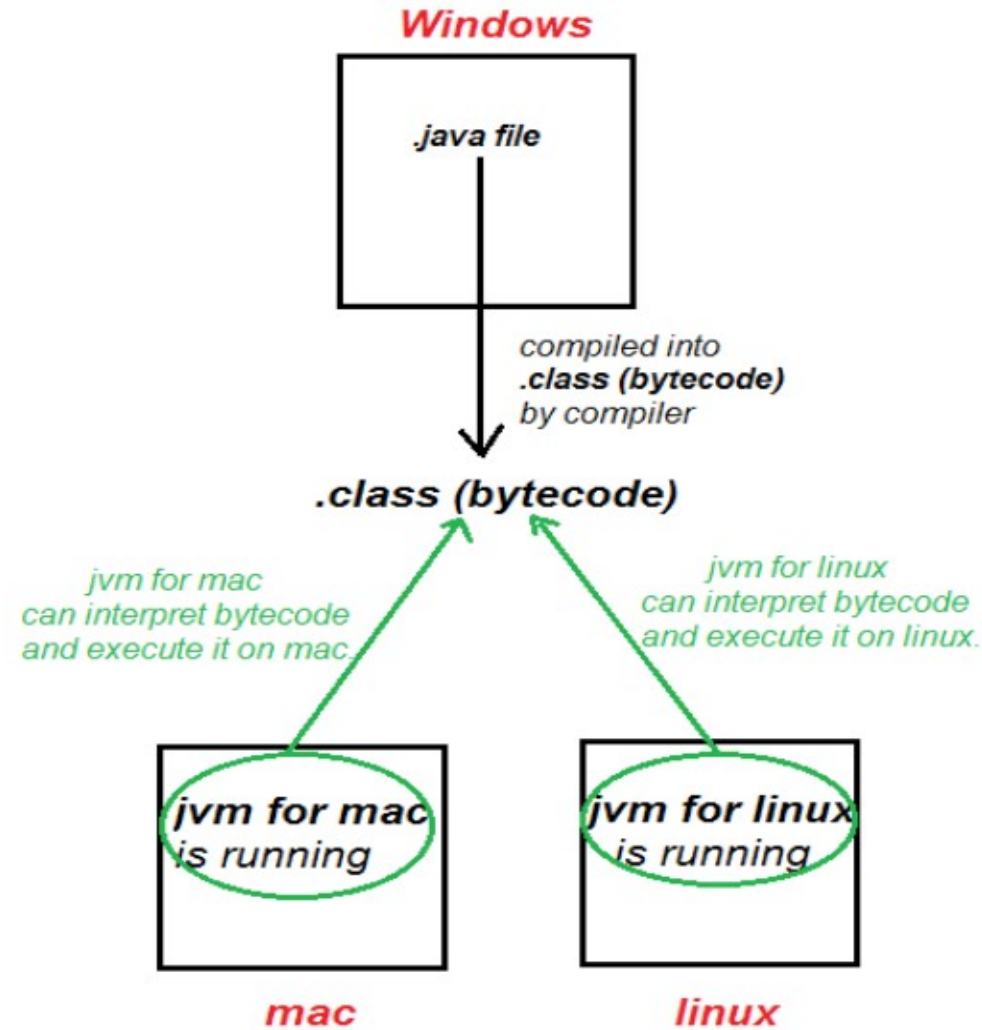 Windows
.java file
compiled into
.class (bytecode)
by compiler
.class (bytecode)
jvm for mac
can interpret bytecode
and execute it on mac.
jvm for linux
can interpret bytecode
and execute it on linux.
jvm for mac
is running
jvm for linux
is running
mac
linux